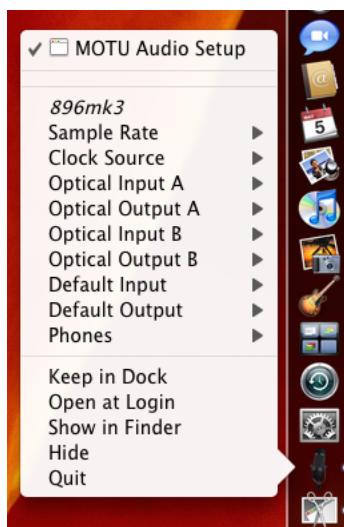 ✓ MOTU Audio Setup
896mk3
Sample Rate
Clock Source
Optical Input A
Optical Output A
Optical Input B
Optical Output B
Default Input
Default Output
Phones
Keep in Dock
Open at Login
Show in Finder
Hide
Quit
@
5